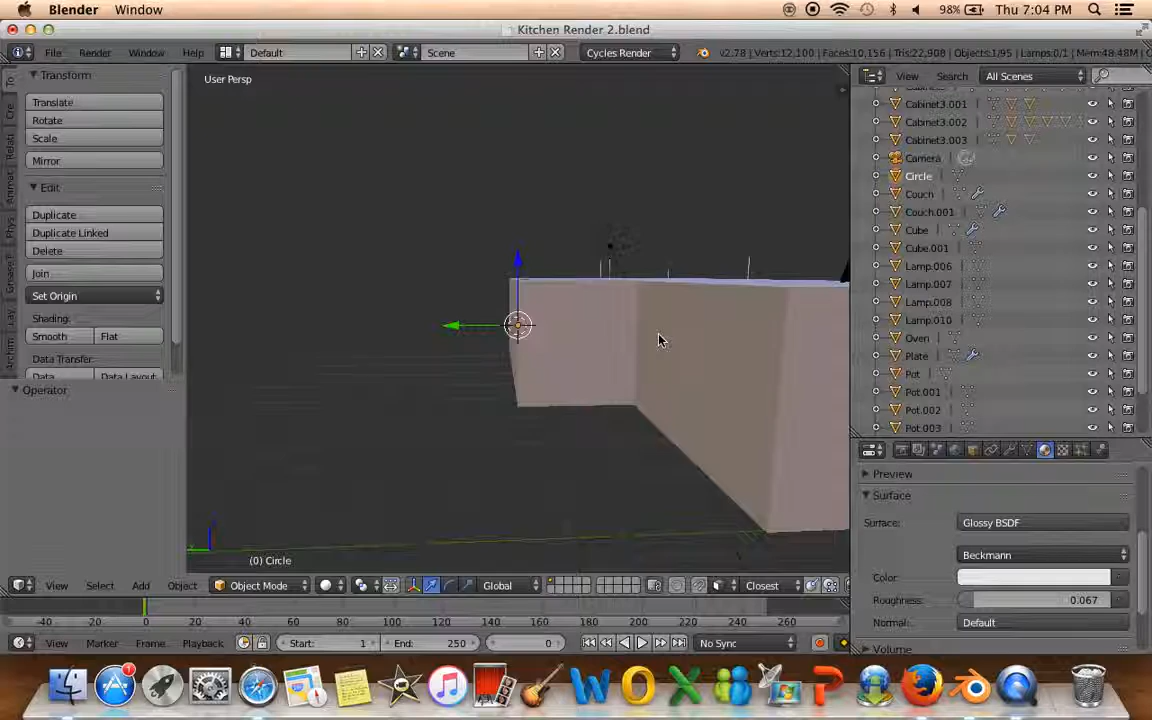 Blender Window 98% Thu 7:04 PM
Kitchen Render 2.blend
File Render Window Help Default Scene Cycles Render v2.78 | Verts:12,100 | Faces:10,156 | Tris:22,908 | Objects:1/95 | Lamps:0/1 | Mem:48.48M
Transform
Translate
Rotate
Scale
Mirror
Edit
Duplicate
Duplicate Linked
Delete
Join
Set Origin
Shading:
Smooth Flat
Data Transfer:
Data Data Layout
Operator
User Persp
(0) Circle
View Search All Scenes
Cabinet3.001
Cabinet3.002
Cabinet3.003
Camera
Circle
Couch
Couch.001
Cube
Cube.001
Lamp.006
Lamp.007
Lamp.008
Lamp.010
Oven
Plate
Pot
Pot.001
Pot.002
Pot.003
Preview
Surface
Surface: Glossy BSDF
Beckmann
Color:
Roughness: 0.067
Normal: Default
Volume
View Select Add Object Object Mode Global Closest
-40 -20 0 20 40 60 80 100 120 140 160 180 200 220 240 260
View Marker Frame Playback Start: 1 End: 250 0 No Sync